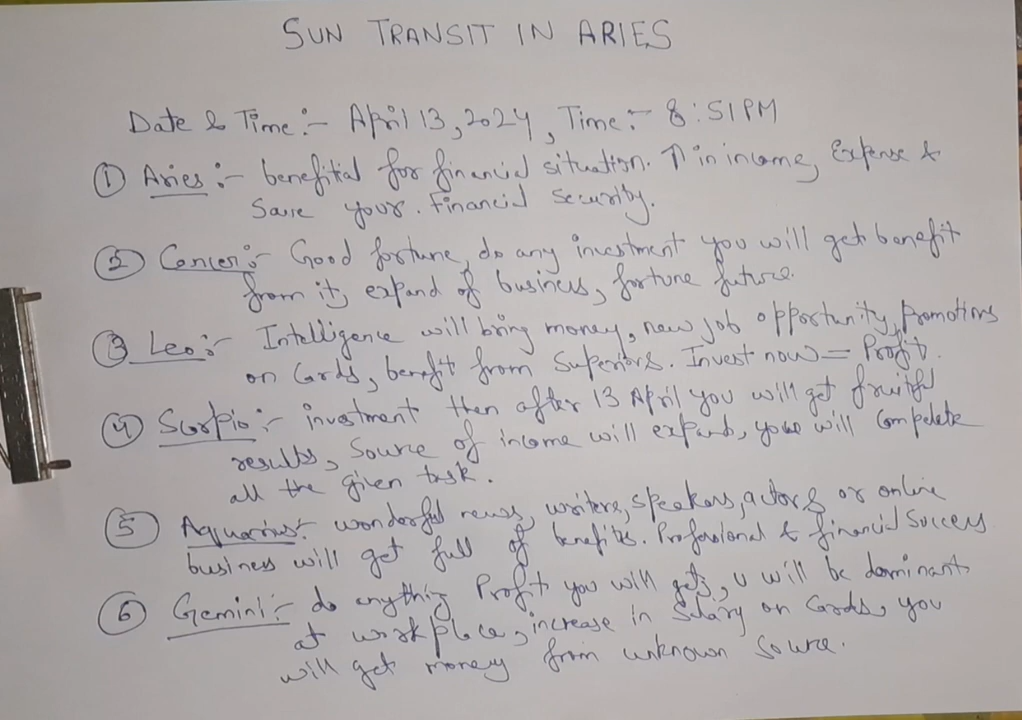 SUN TRANSIT IN ARIES
Date & Time:- April 13, 2024, Time:- 8:51PM
① Aries:- benefitial for financial situation. ↑ in income, Expense &
Save your. Financial Security.
② Cancer:- Good fortune, do any investment you will get benefit
from it, expand of business, fortune future.
③ Leo:- Intelligence will bring money, new job opportunity, promotions
on Cards, benefit from Superiors. Invest now = Profit.
④ Scorpio:- investment then after 13 April you will get fruitful
results, Source of income will expand, you will Compelete
all the given task.
⑤ Aquarius:- wonderful news, writers, speakers, actors or online
business will get full of benefits. Professional & financial Success
⑥ Gemini:- do anything Profit you will get, u will be dominant
at workplace, increase in Salary on Cards, you
will get money from unknown source.